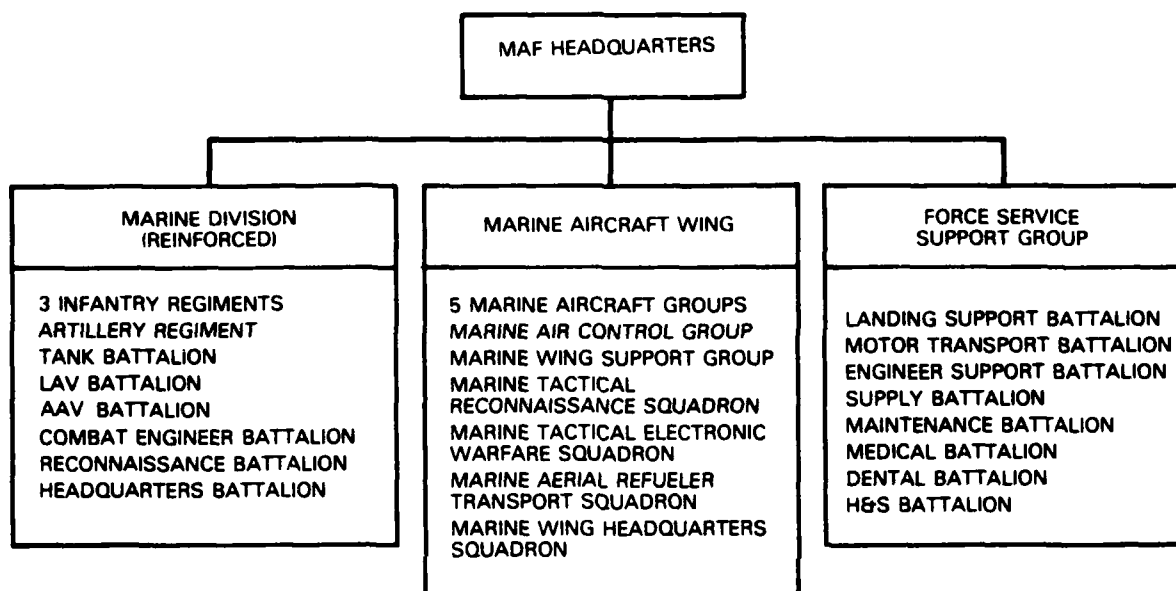 MAF HEADQUARTERS
MARINE DIVISION
(REINFORCED)
3 INFANTRY REGIMENTS
ARTILLERY REGIMENT
TANK BATTALION
LAV BATTALION
AAV BATTALION
COMBAT ENGINEER BATTALION
RECONNAISSANCE BATTALION
HEADQUARTERS BATTALION
MARINE AIRCRAFT WING
5 MARINE AIRCRAFT GROUPS
MARINE AIR CONTROL GROUP
MARINE WING SUPPORT GROUP
MARINE TACTICAL
RECONNAISSANCE SQUADRON
MARINE TACTICAL ELECTRONIC
WARFARE SQUADRON
MARINE AERIAL REFUELER
TRANSPORT SQUADRON
MARINE WING HEADQUARTERS
SQUADRON
FORCE SERVICE
SUPPORT GROUP
LANDING SUPPORT BATTALION
MOTOR TRANSPORT BATTALION
ENGINEER SUPPORT BATTALION
SUPPLY BATTALION
MAINTENANCE BATTALION
MEDICAL BATTALION
DENTAL BATTALION
H&S BATTALION